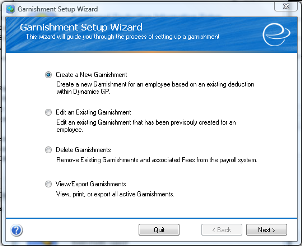 Garnishment Setup Wizard
Garnishment Setup Wizard
This wizard will guide you through the process of setting up a garnishment
Create a New Garnishment
Create a new Garnishment for an employee based on an existing deduction
within Dynamics GP.
Edit an Existing Garnishment
Edit an existing Garnishment that has been previously created for an
employee.
Delete Garnishments
Remove Existing Garnishments and associated Fees from the payroll system.
View/Export Garnishments
View, print, or export all active Garnishments.
Quit
< Back
Next >